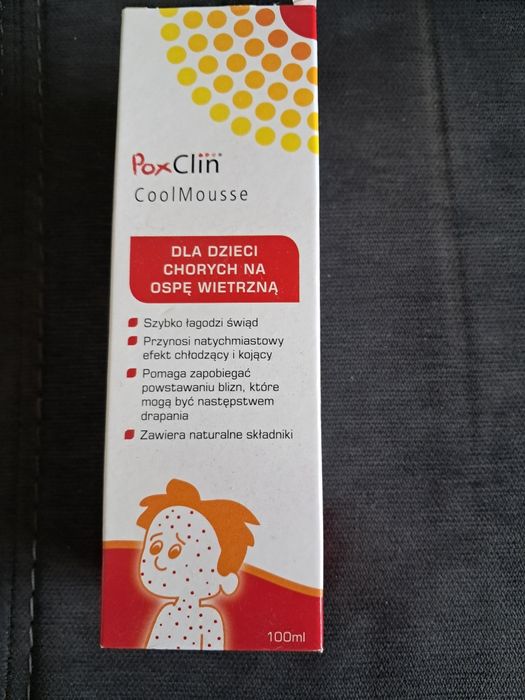 PoxClin
CoolMousse
DLA DZIECI
CHORYCH NA
OSPĘ WIETRZNĄ
Szybko łagodzi świąd
Przynosi natychmiastowy
efekt chłodzący i kojący
Pomaga zapobiegać
powstawaniu blizn, które
mogą być następstwem
drapania
Zawiera naturalne składniki
100ml